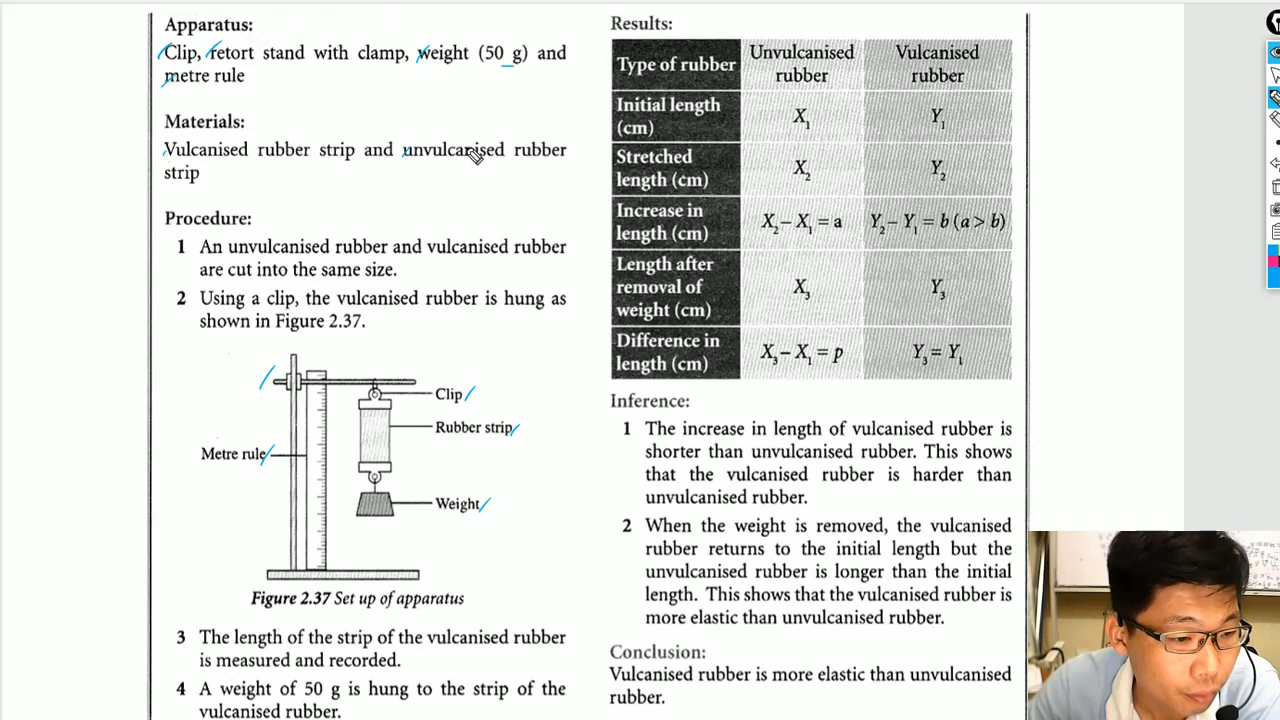 Apparatus:
Clip, retort stand with clamp, weight (50 g) and
metre rule
Materials:
Vulcanised rubber strip and unvulcanised rubber
strip
Procedure:
1 An unvulcanised rubber and vulcanised rubber
are cut into the same size.
2 Using a clip, the vulcanised rubber is hung as
shown in Figure 2.37.
Clip
Rubber strip
Metre rule
Weight
Figure 2.37 Set up of apparatus
3 The length of the strip of the vulcanised rubber
is measured and recorded.
4 A weight of 50 g is hung to the strip of the
vulcanised rubber.
Results:
Type of rubber Unvulcanised rubber Vulcanised rubber
Initial length (cm) X₁ Y₁
Stretched length (cm) X₂ Y₂
Increase in length (cm) X₂ – X₁ = a Y₂ – Y₁ = b (a > b)
Length after removal of weight (cm) X₃ Y₃
Difference in length (cm) X₃ – X₁ = p Y₃ = Y₁
Inference:
1 The increase in length of vulcanised rubber is
shorter than unvulcanised rubber. This shows
that the vulcanised rubber is harder than
unvulcanised rubber.
2 When the weight is removed, the vulcanised
rubber returns to the initial length but the
unvulcanised rubber is longer than the initial
length. This shows that the vulcanised rubber is
more elastic than unvulcanised rubber.
Conclusion:
Vulcanised rubber is more elastic than unvulcanised
rubber.